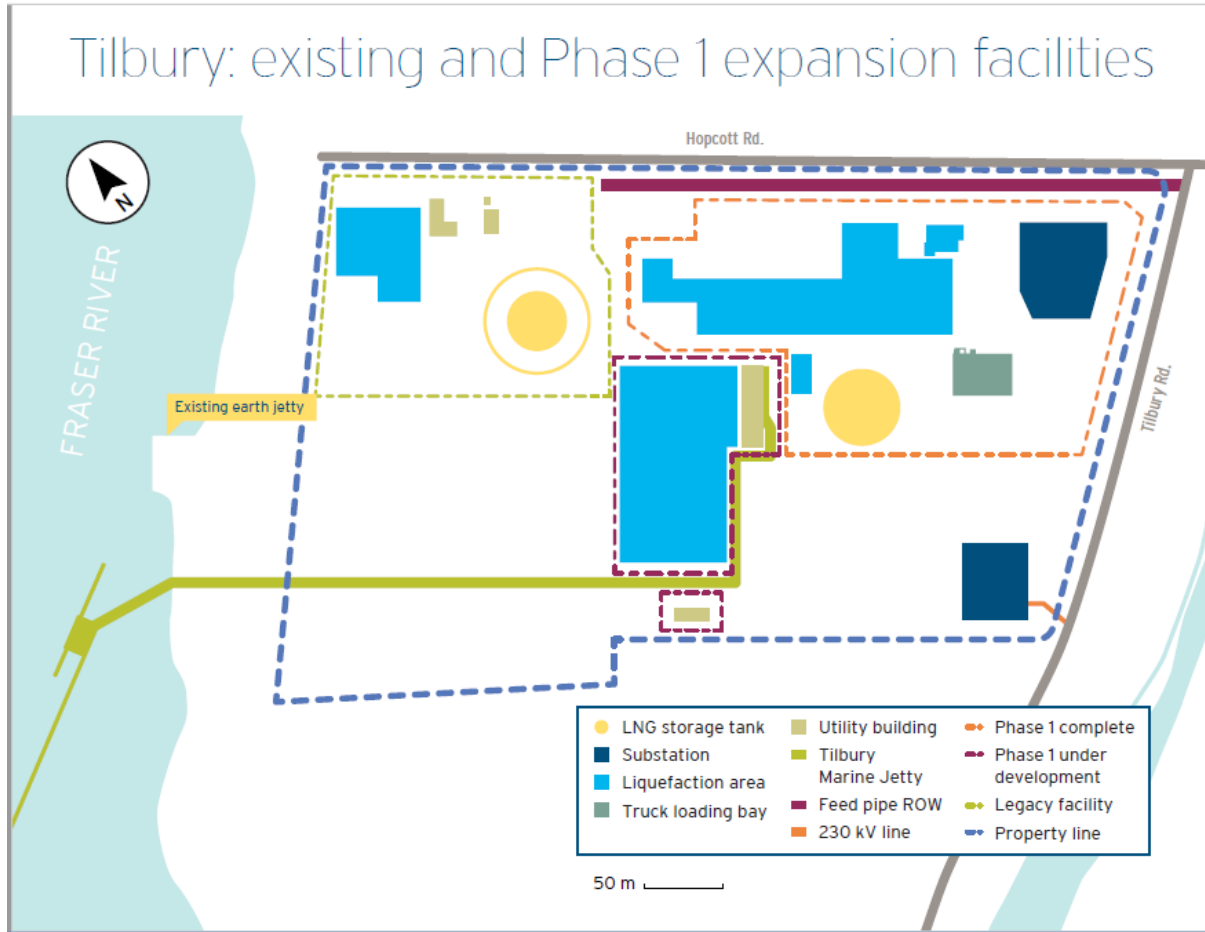 Tilbury: existing and Phase 1 expansion facilities
Hopcott Rd.
N
FRASER RIVER
Existing earth jetty
Tilbury Rd.
LNG storage tank
Substation
Liquefaction area
Truck loading bay
Utility building
Tilbury
Marine Jetty
Feed pipe ROW
230 kV line
Phase 1 complete
Phase 1 under
development
Legacy facility
Property line
50 m